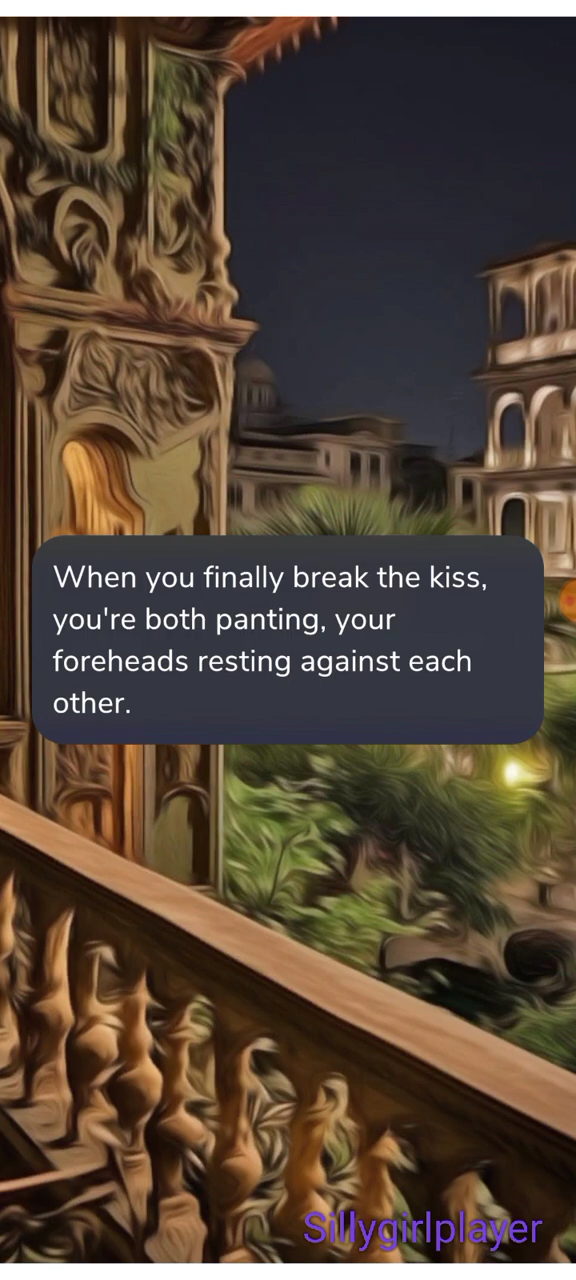 When you finally break the kiss,
you're both panting, your
foreheads resting against each
other.
Sillygirlplayer